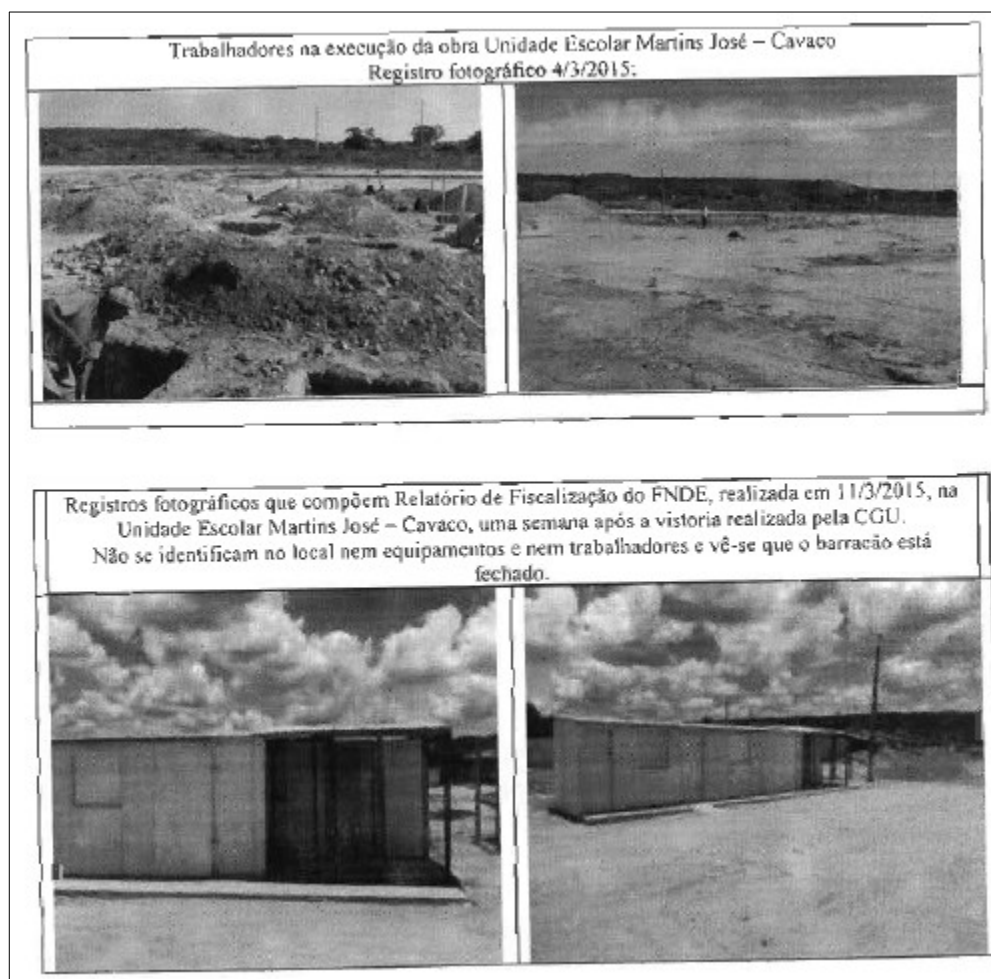 Trabalhadores na execução da obra Unidade Escolar Martins José – Cavaco
Registro fotográfico 4/3/2015:
Registros fotográficos que compõem Relatório de Fiscalização do FNDE, realizada em 11/3/2015, na
Unidade Escolar Martins José – Cavaco, uma semana após a vistoria realizada pela CGU.
Não se identificam no local nem equipamentos e nem trabalhadores e vê-se que o barracão está
fechado.